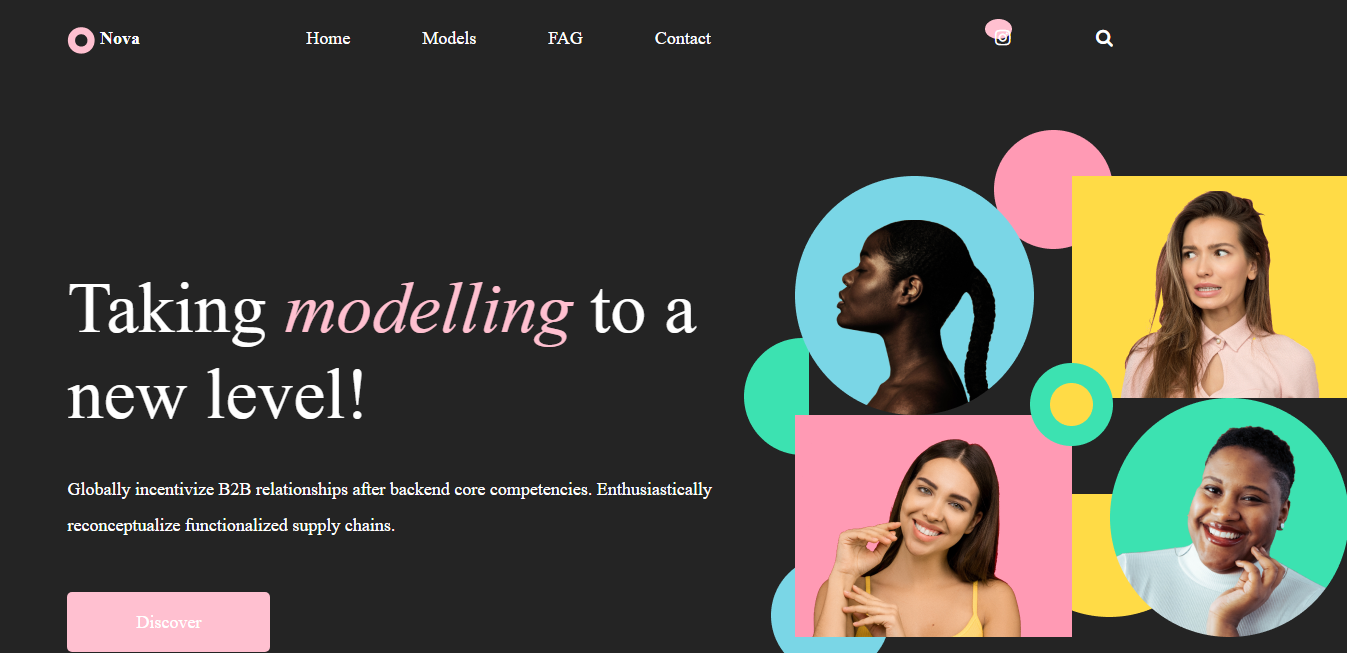 Nova
Home
Models
FAG
Contact
Taking modelling to a
new level!
Globally incentivize B2B relationships after backend core competencies. Enthusiastically
reconceptualize functionalized supply chains.
Discover